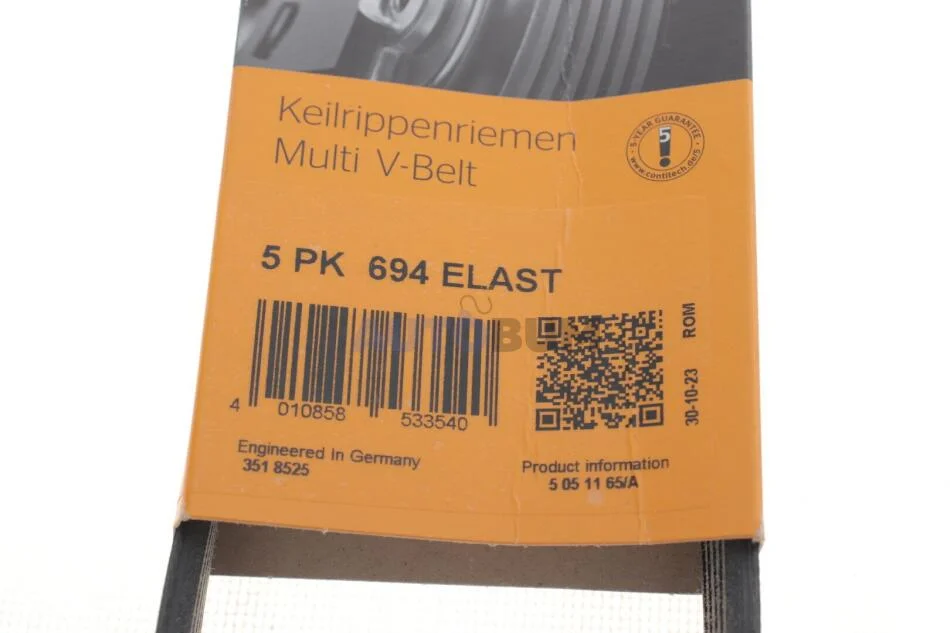 Keilrippenriemen
Multi V-Belt
5-YEAR GUARANTEE
5
www.contitech.de/5
5 PK 694 ELAST
4 010858 533540
30-10-23 ROM
Engineered in Germany
351 8525
Product information
5 05 11 65/A